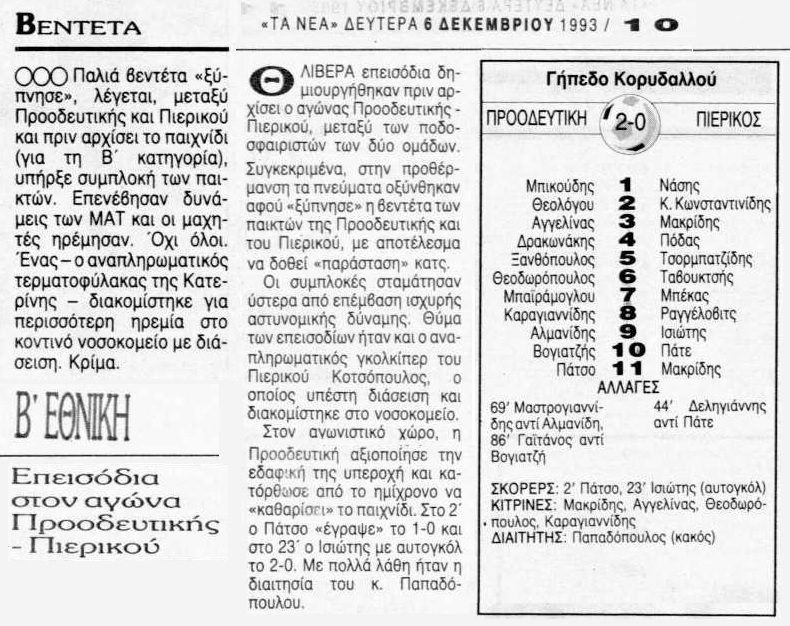 ΒΕΝΤΕΤΑ
«ΤΑ ΝΕΑ» ΔΕΥΤΕΡΑ 6 ΔΕΚΕΜΒΡΙΟΥ 1993 / 10
ΟΟΟ Παλιά βεντέτα «ξύ-
πνησε», λέγεται, μεταξύ
Προοδευτικής και Πιερικού
και πριν αρχίσει το παιχνίδι
(για τη Β΄ κατηγορία),
υπήρξε συμπλοκή των παι-
κτών. Επενέβησαν δυνά-
μεις των ΜΑΤ και οι μαχη-
τές ηρέμησαν. Όχι όλοι.
Ένας – ο αναπληρωματικός
τερματοφύλακας της Κατε-
ρίνης – διακομίστηκε για
περισσότερη ηρεμία στο
κοντινό νοσοκομείο με διά-
σειση. Κρίμα.
Β΄ ΕΘΝΙΚΗ
Επεισόδια
στον αγώνα
Προοδευτικής
- Πιερικού
ΘΛΙΒΕΡΑ επεισόδια δη-
μιουργήθηκαν πριν αρ-
χίσει ο αγώνας Προοδευτικής -
Πιερικού, μεταξύ των ποδο-
σφαιριστών των δύο ομάδων.
Συγκεκριμένα, στην προθέρ-
μανση τα πνεύματα οξύνθηκαν
αφού «ξύπνησε» η βεντέτα των
παικτών της Προοδευτικής και
του Πιερικού, με αποτέλεσμα
να δοθεί «παράσταση» κατς.
Οι συμπλοκές σταμάτησαν
ύστερα από επέμβαση ισχυρής
αστυνομικής δύναμης. Θύμα
των επεισοδίων ήταν και ο ανα-
πληρωματικός γκολκίπερ του
Πιερικού Κοτσόπουλος, ο
οποίος υπέστη διάσειση και
διακομίστηκε στο νοσοκομείο.
Στον αγωνιστικό χώρο, η
Προοδευτική αξιοποίησε την
εδαφική της υπεροχή και κα-
τόρθωσε από το ημίχρονο να
«καθαρίσει» το παιχνίδι. Στο 2΄
ο Πάτσο «έγραψε» το 1-0 και
στο 23΄ ο Ισιώτης με αυτογκόλ
το 2-0. Με πολλά λάθη ήταν η
διαιτησία του κ. Παπαδό-
πουλου.
Γήπεδο Κορυδαλλού
ΠΡΟΟΔΕΥΤΙΚΗ 2-0 ΠΙΕΡΙΚΟΣ
Μπικούδης 1 Νάσης
Θεολόγου 2 Κ. Κωνσταντινίδης
Αγγελίνας 3 Μακρίδης
Δρακωνάκης 4 Πόδας
Ξανθόπουλος 5 Τσορμπατζίδης
Θεοδωρόπουλος 6 Ταβουκτσής
Μπαϊράμογλου 7 Μπέκας
Καραγιαννίδης 8 Ραγγέλοβιτς
Αλμανίδης 9 Ισιώτης
Βογιατζής 10 Πάτε
Πάτσο 11 Μακρίδης
ΑΛΛΑΓΕΣ
69΄ Μαστρογιαννί-
δης αντί Αλμανίδη,
86΄ Γαϊτάνος αντί
Βογιατζή
44΄ Δεληγιάννης
αντί Πάτε
ΣΚΟΡΕΡΣ: 2΄ Πάτσο, 23΄ Ισιώτης (αυτογκόλ)
ΚΙΤΡΙΝΕΣ: Μακρίδης, Αγγελίνας, Θεοδωρό-
πουλος, Καραγιαννίδης
ΔΙΑΙΤΗΤΗΣ: Παπαδόπουλος (κακός)